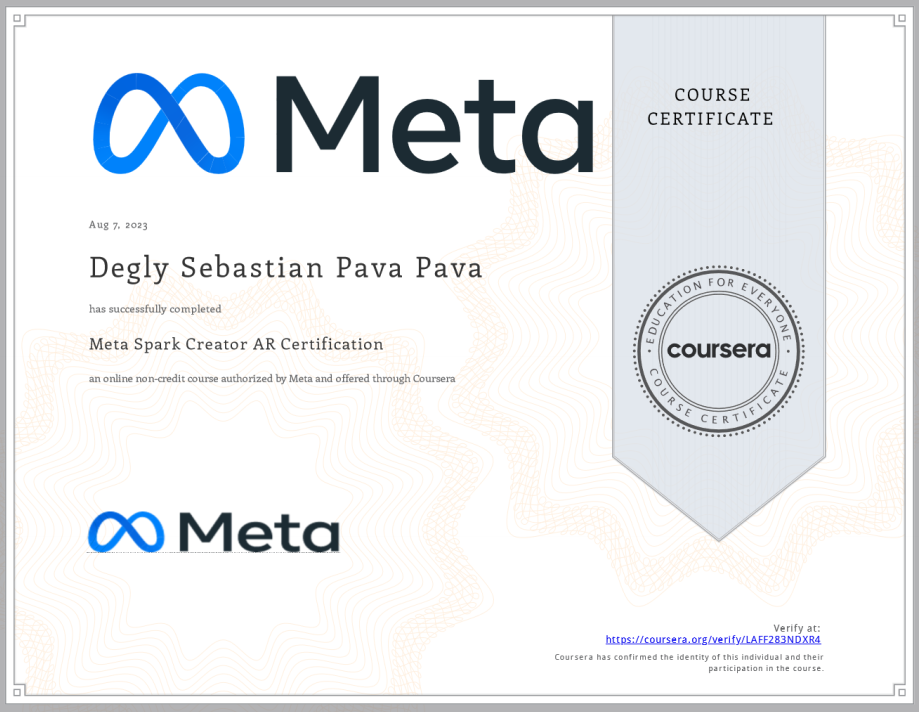 Meta
COURSE
CERTIFICATE
Aug 7, 2023
Degly Sebastian Pava Pava
has successfully completed
Meta Spark Creator AR Certification
an online non-credit course authorized by Meta and offered through Coursera
EDUCATION FOR EVERYONE
coursera
COURSE CERTIFICATE
Meta
Verify at:
https://coursera.org/verify/LAFF283NDXR4
Coursera has confirmed the identity of this individual and their
participation in the course.